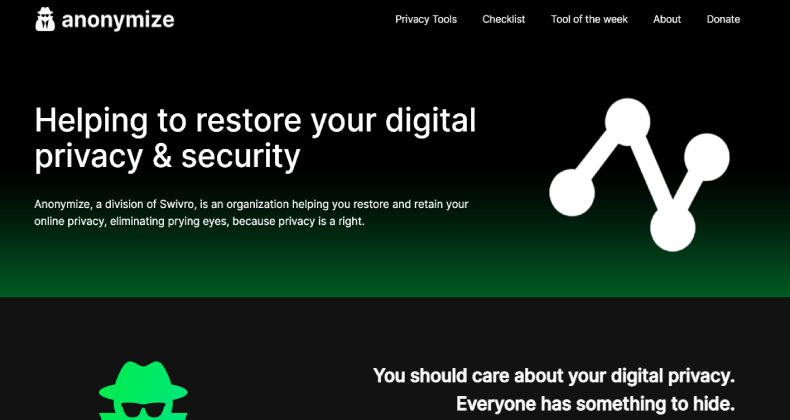 anonymize
Privacy Tools
Checklist
Tool of the week
About
Donate
Helping to restore your digital
privacy & security
Anonymize, a division of Swivro, is an organization helping you restore and retain your
online privacy, eliminating prying eyes, because privacy is a right.
You should care about your digital privacy.
Everyone has something to hide.